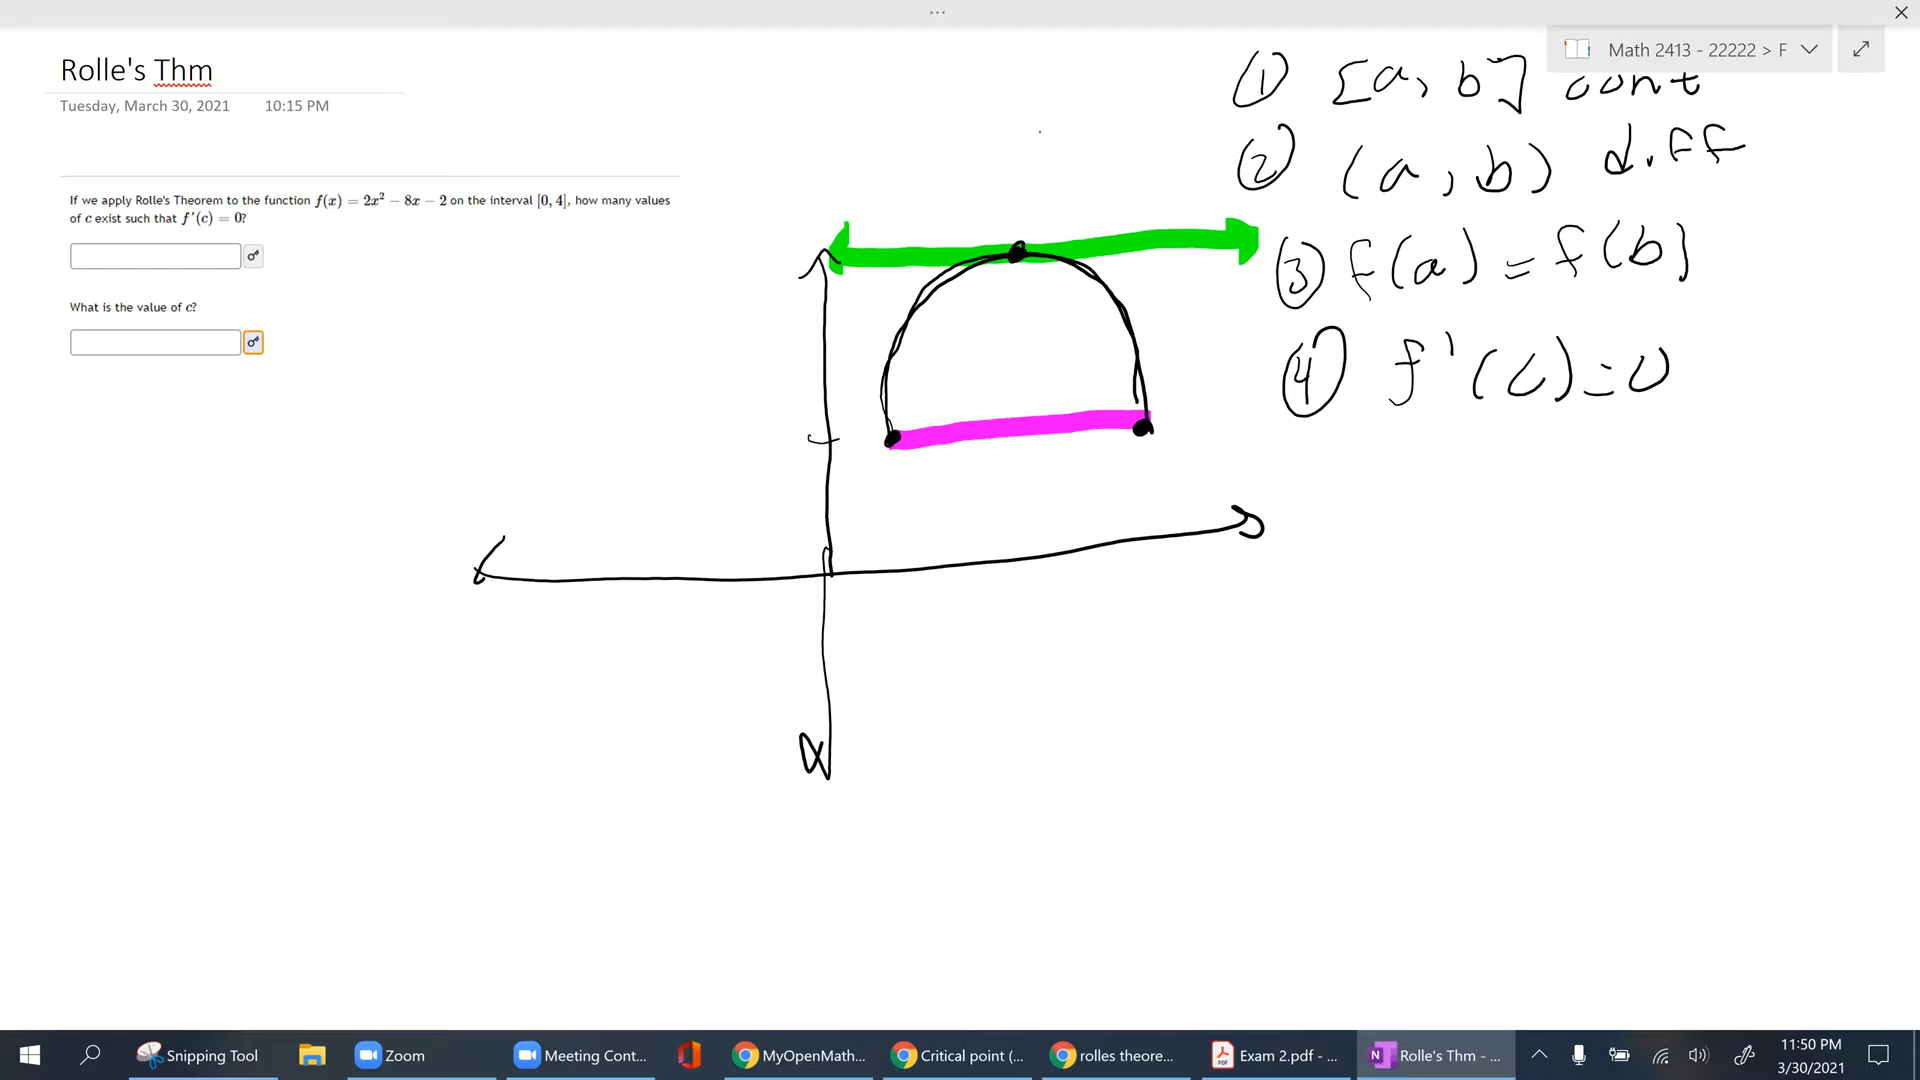 Math 2413 - 22222 > F
Rolle's Thm
Tuesday, March 30, 2021 10:15 PM
If we apply Rolle's Theorem to the function f(x) = 2x² − 8x − 2 on the interval [0, 4], how many values
of c exist such that f'(c) = 0?
What is the value of c?
① [a, b] cont
② (a, b) diff
③ f(a) = f(b)
④ f'(c) = 0
Snipping Tool
Zoom
Meeting Cont...
MyOpenMath...
Critical point (...
rolles theore...
Exam 2.pdf - ...
Rolle's Thm - ...
11:50 PM
3/30/2021